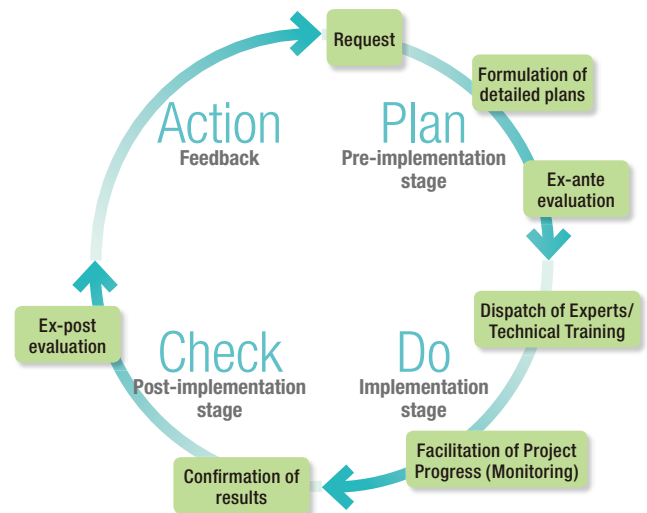 Request
Formulation of
detailed plans
Action
Feedback
Plan
Pre-implementation
stage
Ex-ante
evaluation
Dispatch of Experts/
Technical Training
Ex-post
evaluation
Check
Post-implementation
stage
Do
Implementation
stage
Facilitation of Project
Progress (Monitoring)
Confirmation of
results